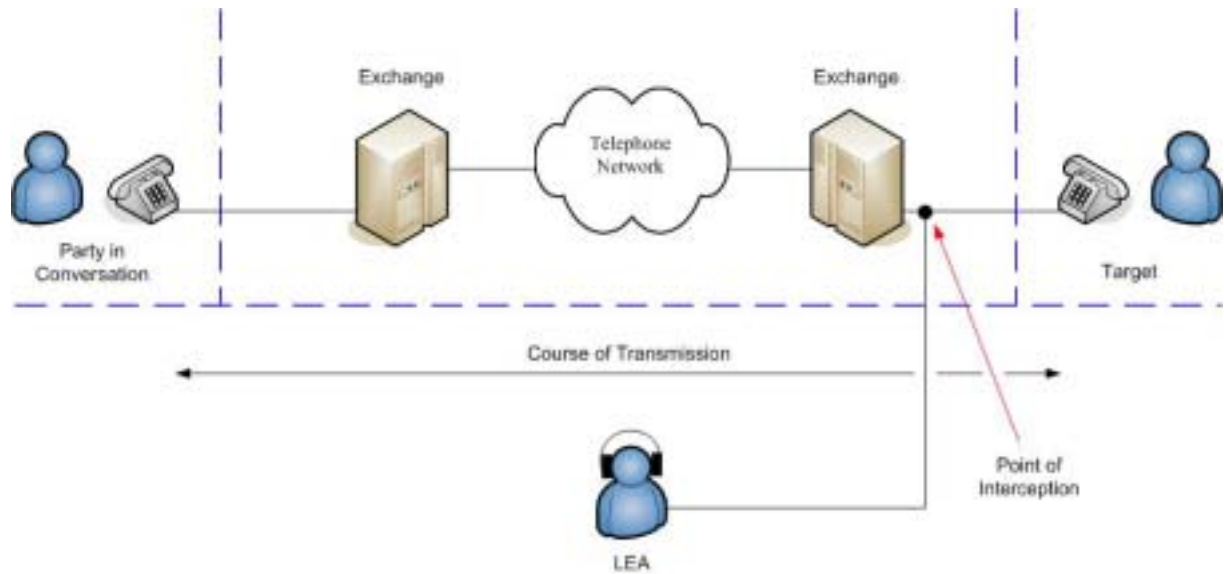 Exchange
Exchange
Telephone
Network
Party in
Conversation
Target
Course of Transmission
Point of
Interception
LEA